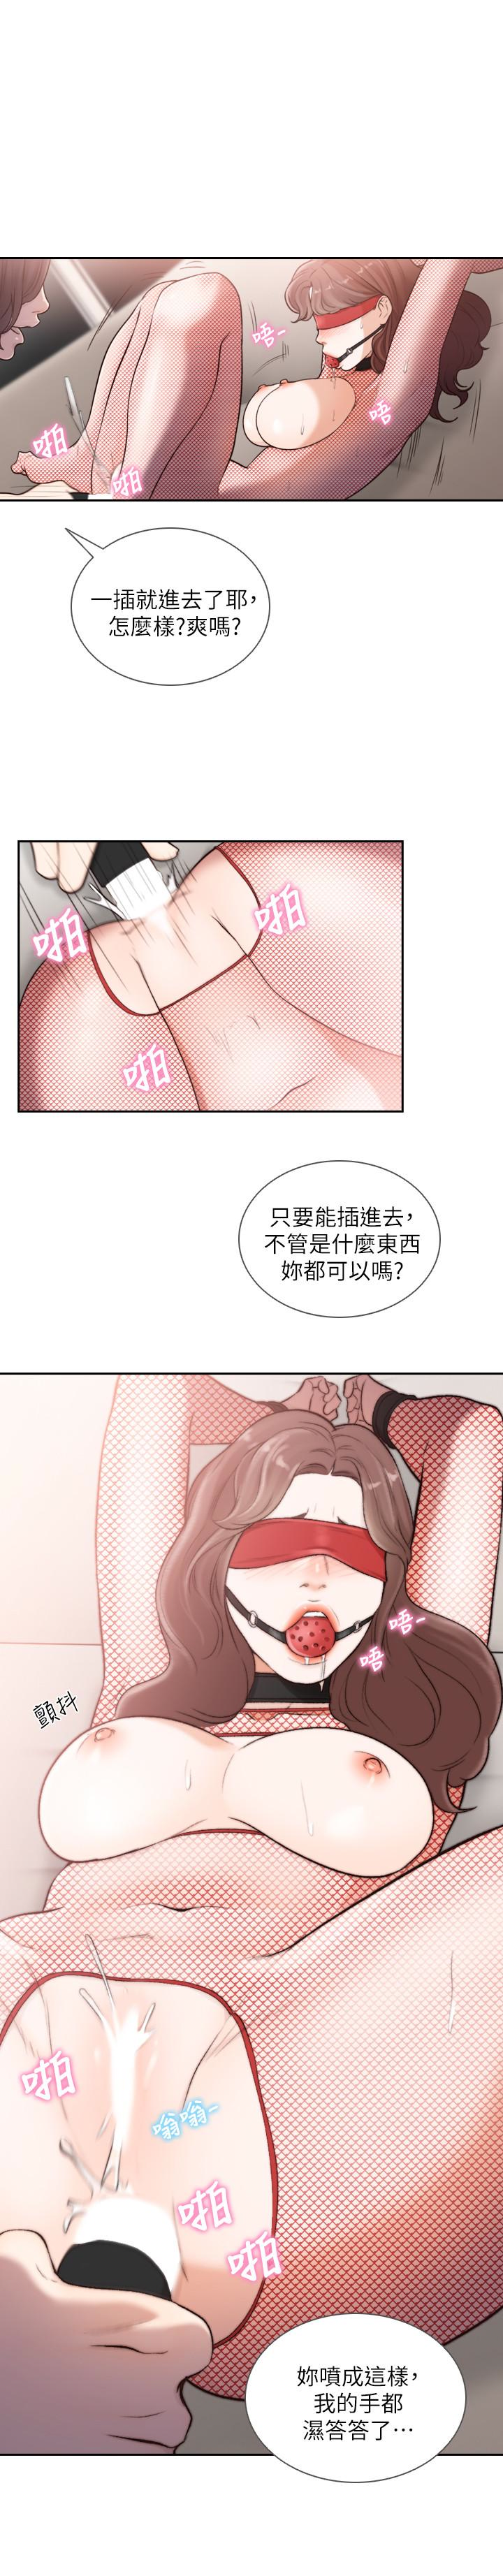 唔~
唔
啪
啪
一插就進去了耶，
怎麼樣?爽嗎?
啪
啪
啪
只要能插進去，
不管是什麼東西
妳都可以嗎?
唔~
唔
顫抖
啪
嗡嗡~
啪
啪
妳噴成這樣，
我的手都
濕答答了…